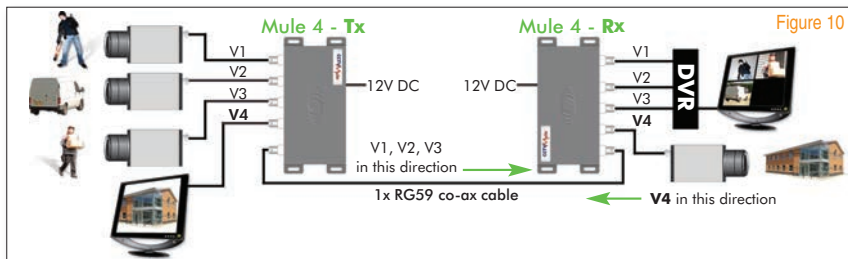 Figure 10
Mule 4 - Tx
Mule 4 - Rx
V1
V2
V3
V4
12V DC
12V DC
V1
V2
V3
V4
DVR
V1, V2, V3
in this direction
1x RG59 co-ax cable
V4 in this direction